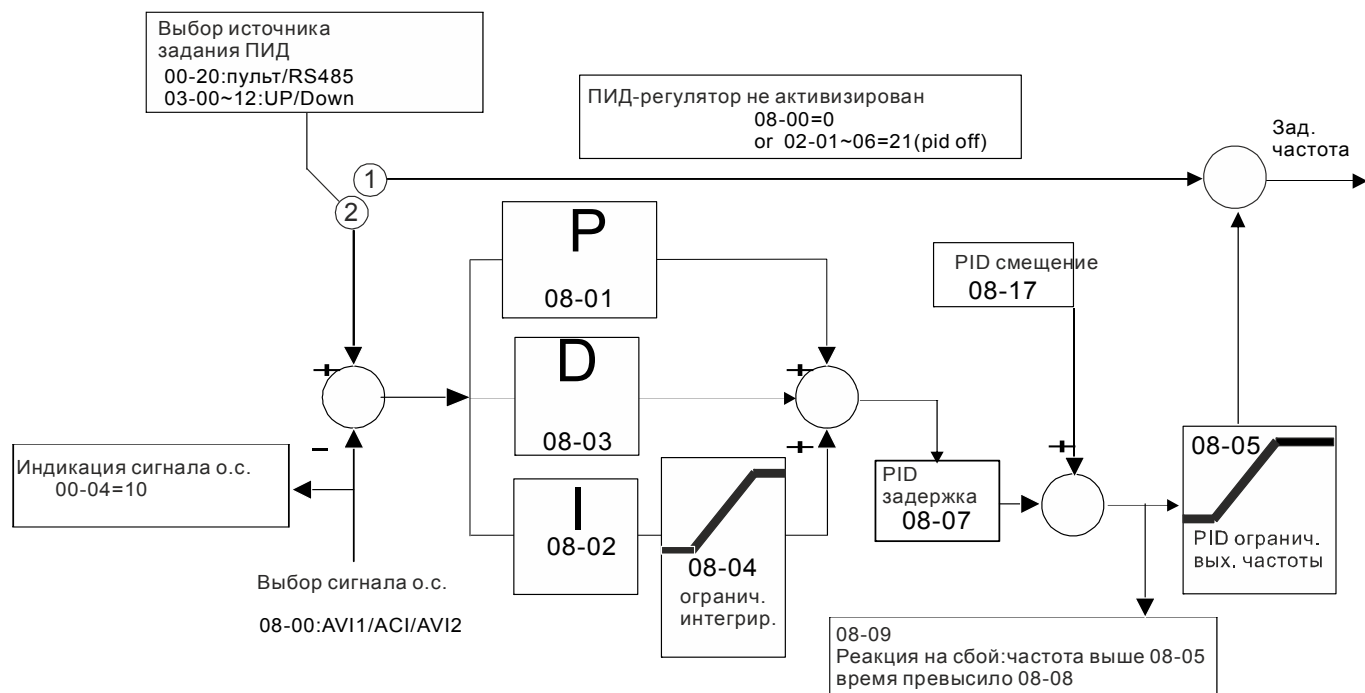 Выбор источника
задания ПИД
00-20:пульт/RS485
03-00~12:UP/Down
ПИД-регулятор не активизирован
08-00=0
or 02-01~06=21(pid off)
Зад.
частота
1
2
P
08-01
PID смещение
08-17
+
D
08-03
+
+
+
08-05
PID огранич.
вых. частоты
–
Индикация сигнала о.с.
00-04=10
I
08-02
08-04
огранич.
интегрир.
PID
задержка
08-07
Выбор сигнала о.с.
08-00:AVI1/ACI/AVI2
08-09
Реакция на сбой:частота выше 08-05
время превысило 08-08